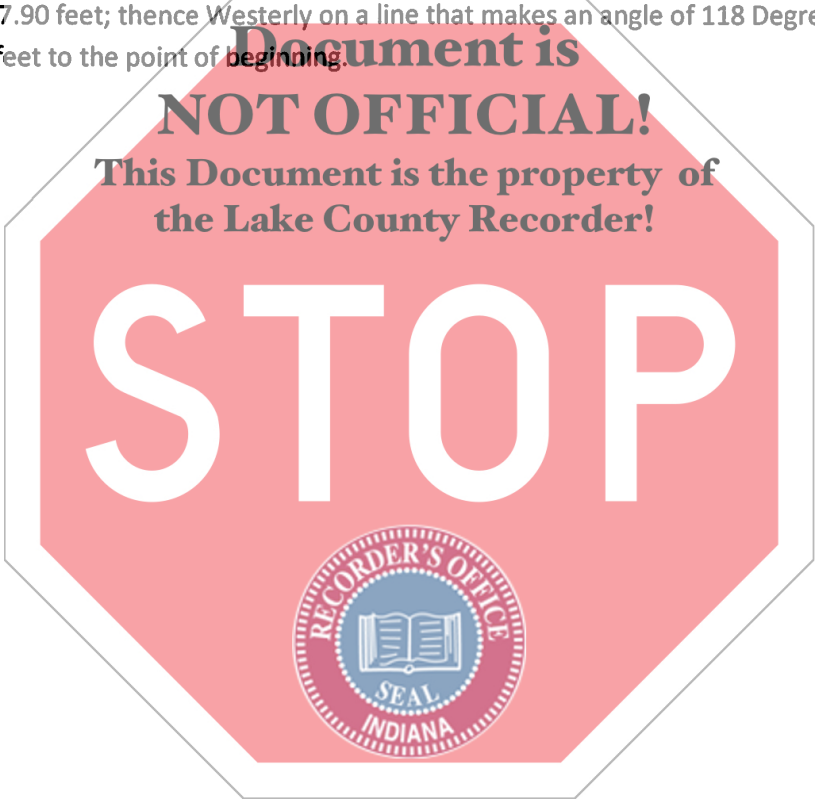 7.90 feet; thence Westerly on a line that makes an angle of 118 Degre
feet to the point of beginning.
Document is
NOT OFFICIAL!
This Document is the property of
the Lake County Recorder!
STOP
RECORDER'S OFFICE
SEAL
INDIANA